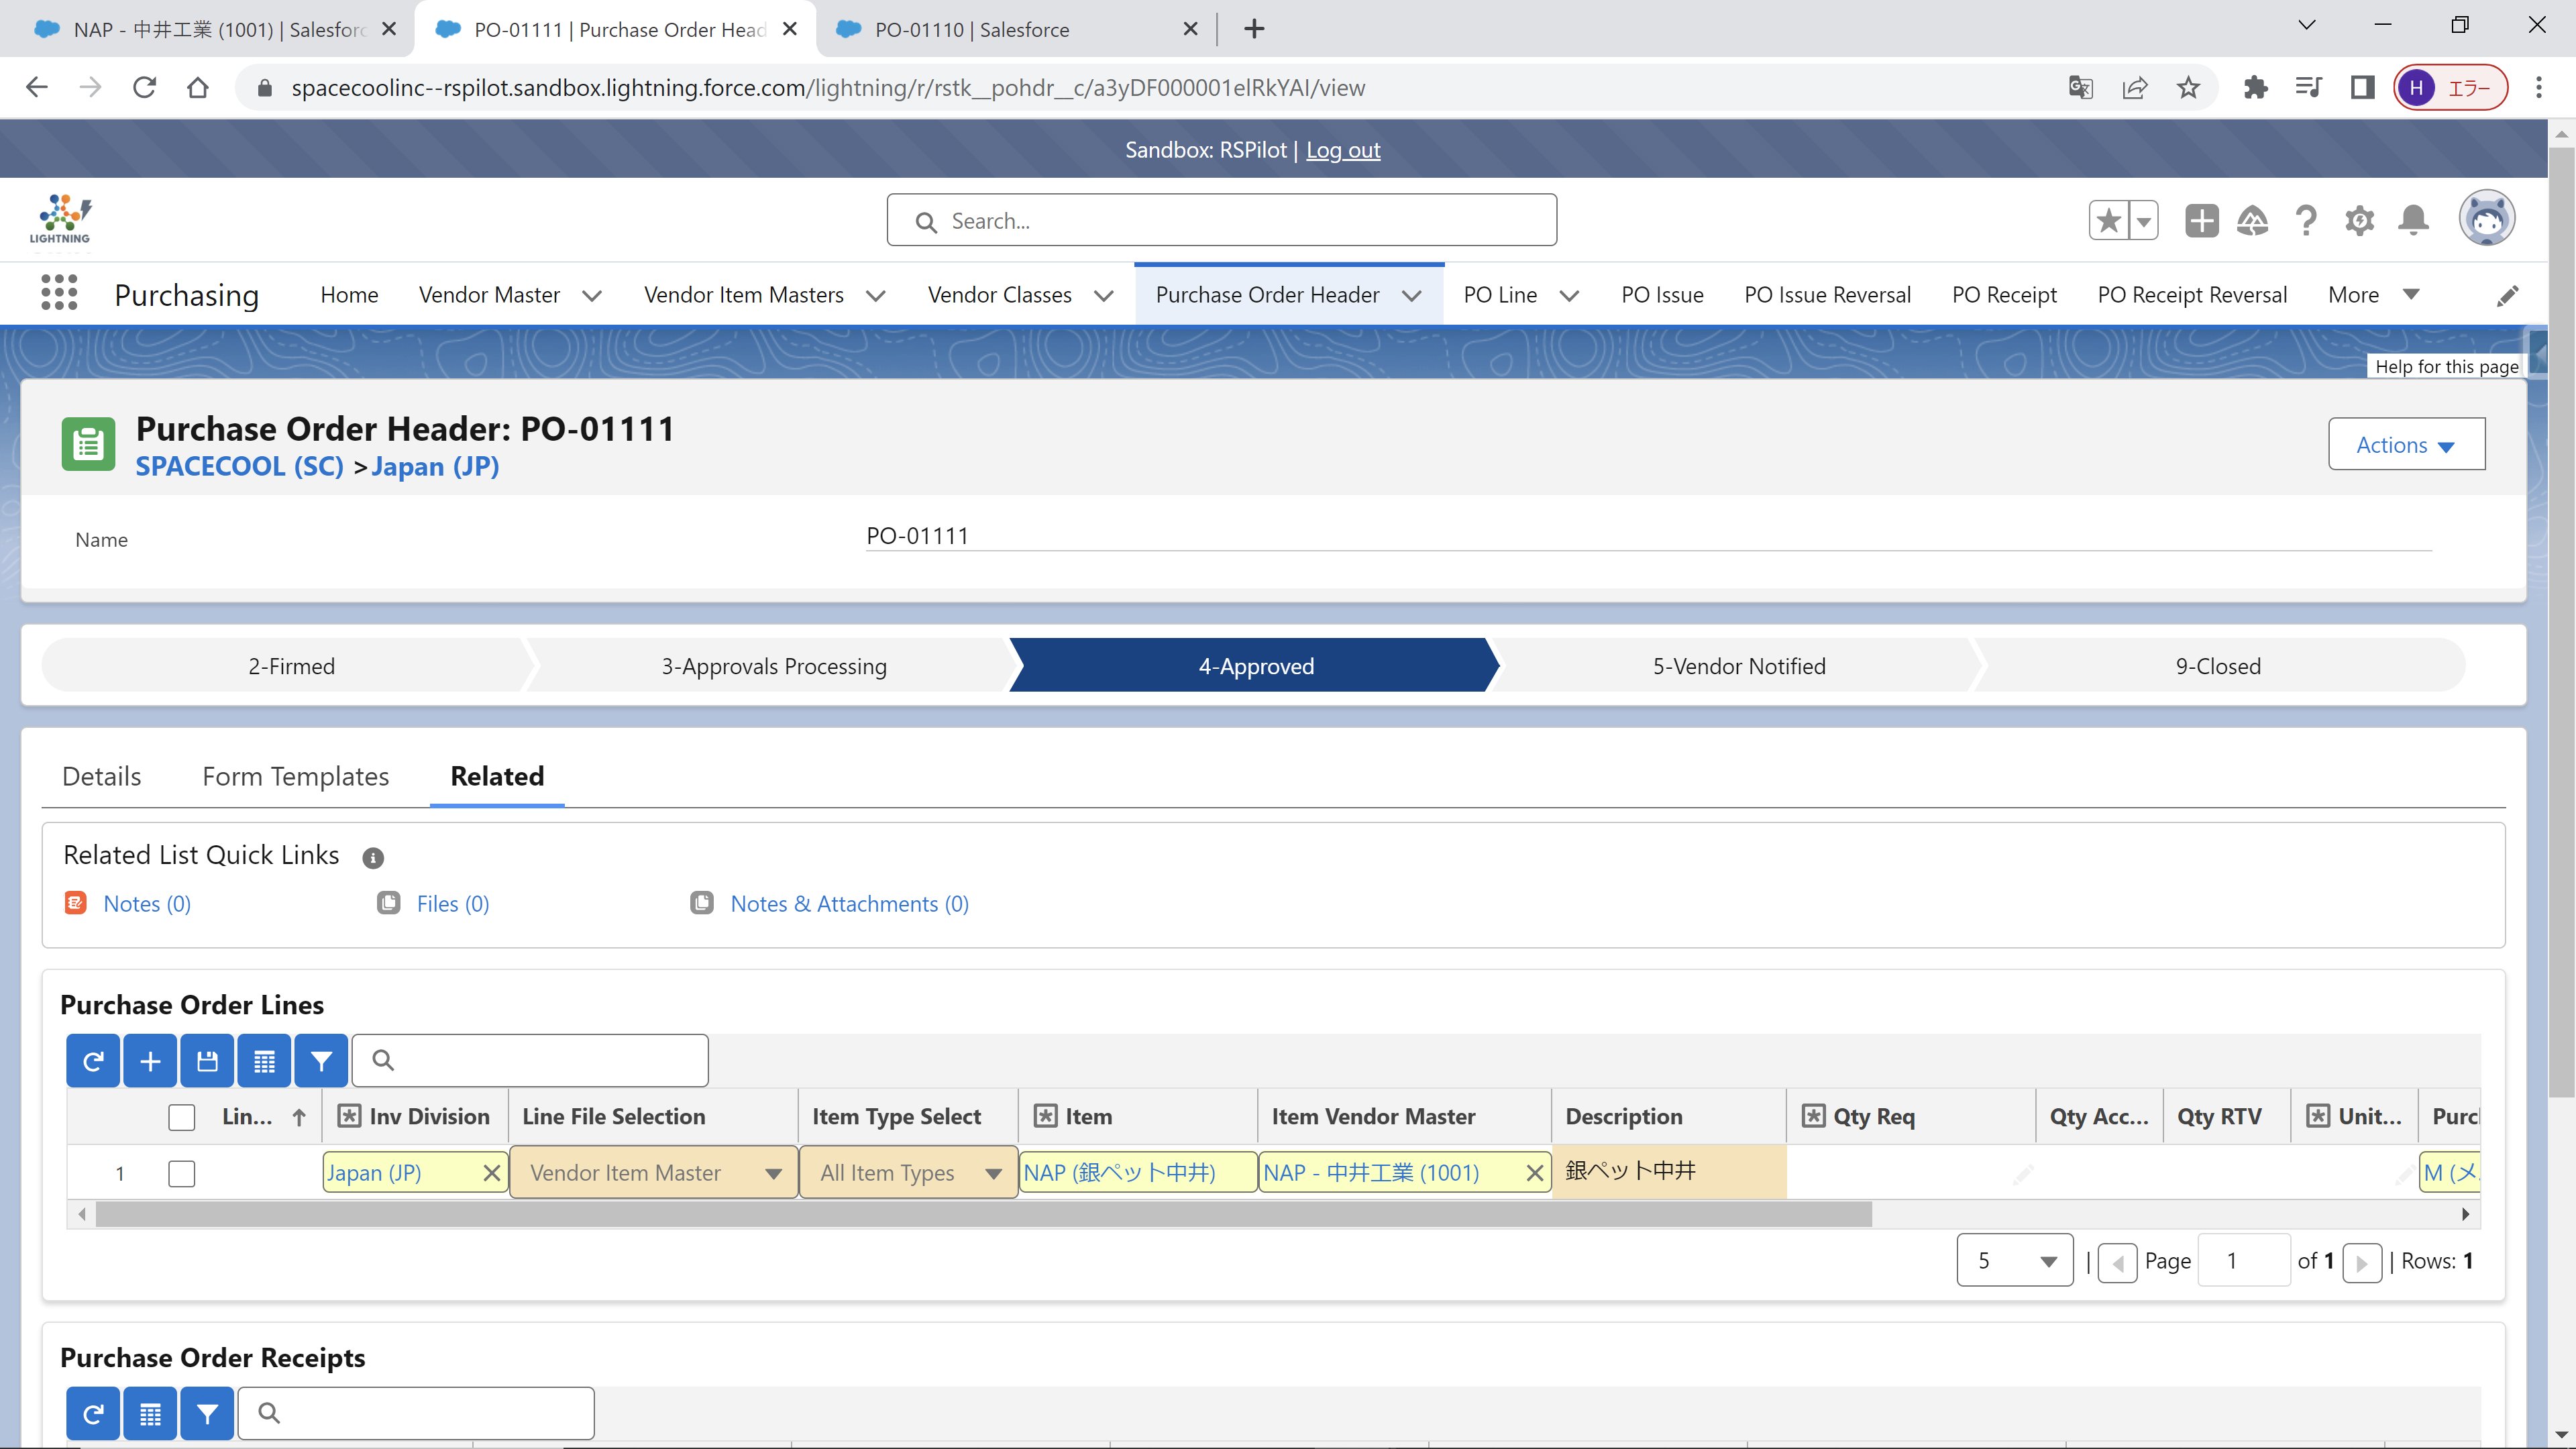 NAP - 中井工業 (1001) | Salesforc
PO-01111 | Purchase Order Head
PO-01110 | Salesforce
spacecoolinc--rspilot.sandbox.lightning.force.com/lightning/r/rstk__pohdr__c/a3yDF000001elRkYAI/view
H エラー
Sandbox: RSPilot | Log out
LIGHTNING
Search...
Purchasing
Home
Vendor Master
Vendor Item Masters
Vendor Classes
Purchase Order Header
PO Line
PO Issue
PO Issue Reversal
PO Receipt
PO Receipt Reversal
More
Help for this page
Purchase Order Header: PO-01111
SPACECOOL (SC) >Japan (JP)
Actions
Name
PO-01111
2-Firmed
3-Approvals Processing
4-Approved
5-Vendor Notified
9-Closed
Details
Form Templates
Related
Related List Quick Links
Notes (0)
Files (0)
Notes & Attachments (0)
Purchase Order Lines
Lin...
Inv Division
Line File Selection
Item Type Select
Item
Item Vendor Master
Description
Qty Req
Qty Acc...
Qty RTV
Unit...
Purc
1
Japan (JP)
Vendor Item Master
All Item Types
NAP (銀ペット中井)
NAP - 中井工業 (1001)
銀ペット中井
M (メ.
5 | Page 1 of 1 | Rows: 1
Purchase Order Receipts